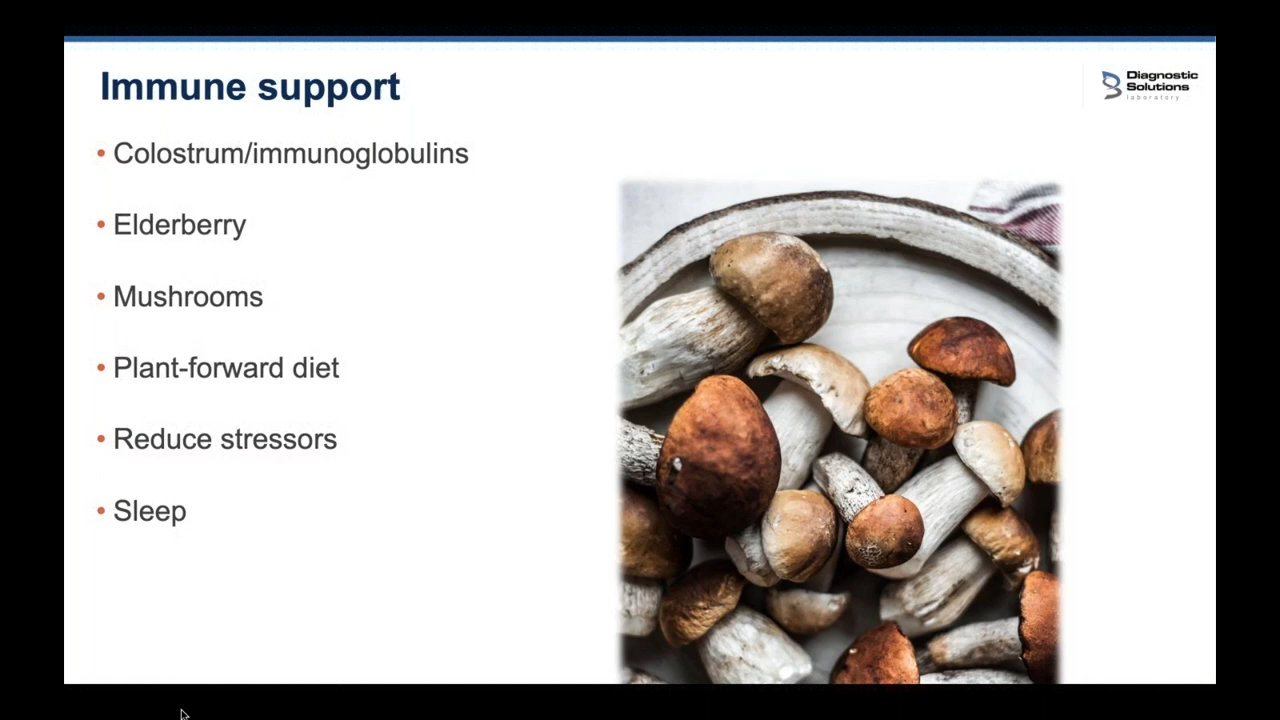 Immune support
Diagnostic
Solutions
laboratory
• Colostrum/immunoglobulins
• Elderberry
• Mushrooms
• Plant-forward diet
• Reduce stressors
• Sleep